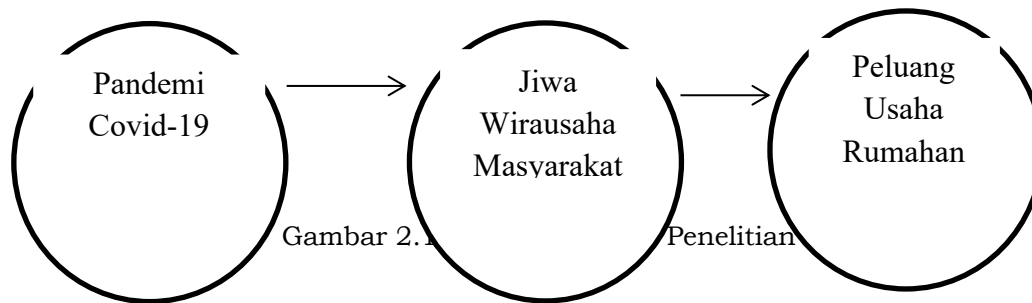 Pandemi
Covid-19
Jiwa
Wirausaha
Masyarakat
Peluang
Usaha
Rumahan
Gambar 2.1 Penelitian